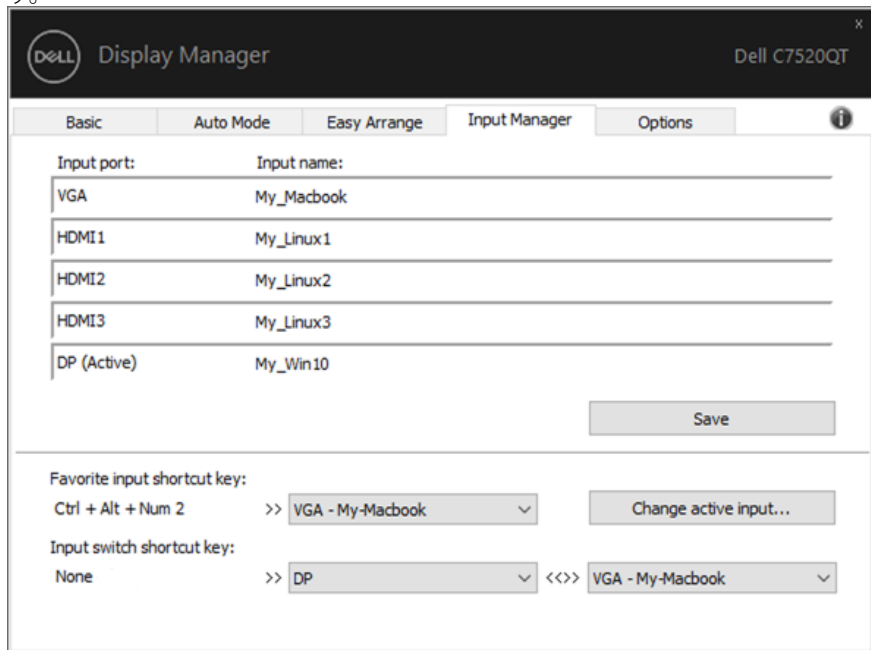 す。
x
DELL Display Manager Dell C7520QT
Basic Auto Mode Easy Arrange Input Manager Options i
Input port: Input name:
VGA My_Macbook
HDMI1 My_Linux1
HDMI2 My_Linux2
HDMI3 My_Linux3
DP (Active) My_Win10
Save
Favorite input shortcut key:
Ctrl + Alt + Num 2 >> VGA - My-Macbook Change active input...
Input switch shortcut key:
None >> DP <<>> VGA - My-Macbook